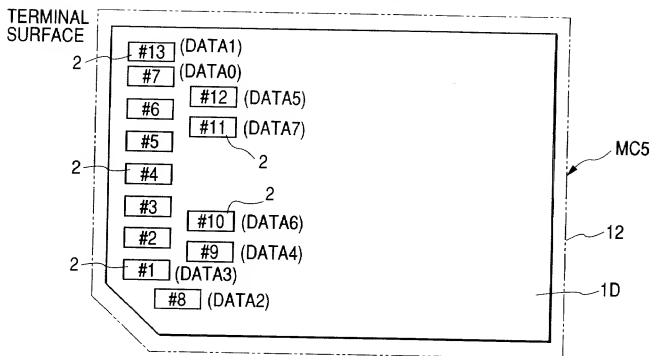 TERMINAL
SURFACE
2 #13 (DATA1)
#7 (DATA0)
#12 (DATA5)
#6
#11 (DATA7)
#5
2
MC5
2 #4
2
#3
#10 (DATA6)
12
#2
#9 (DATA4)
2 #1 (DATA3)
1D
#8 (DATA2)